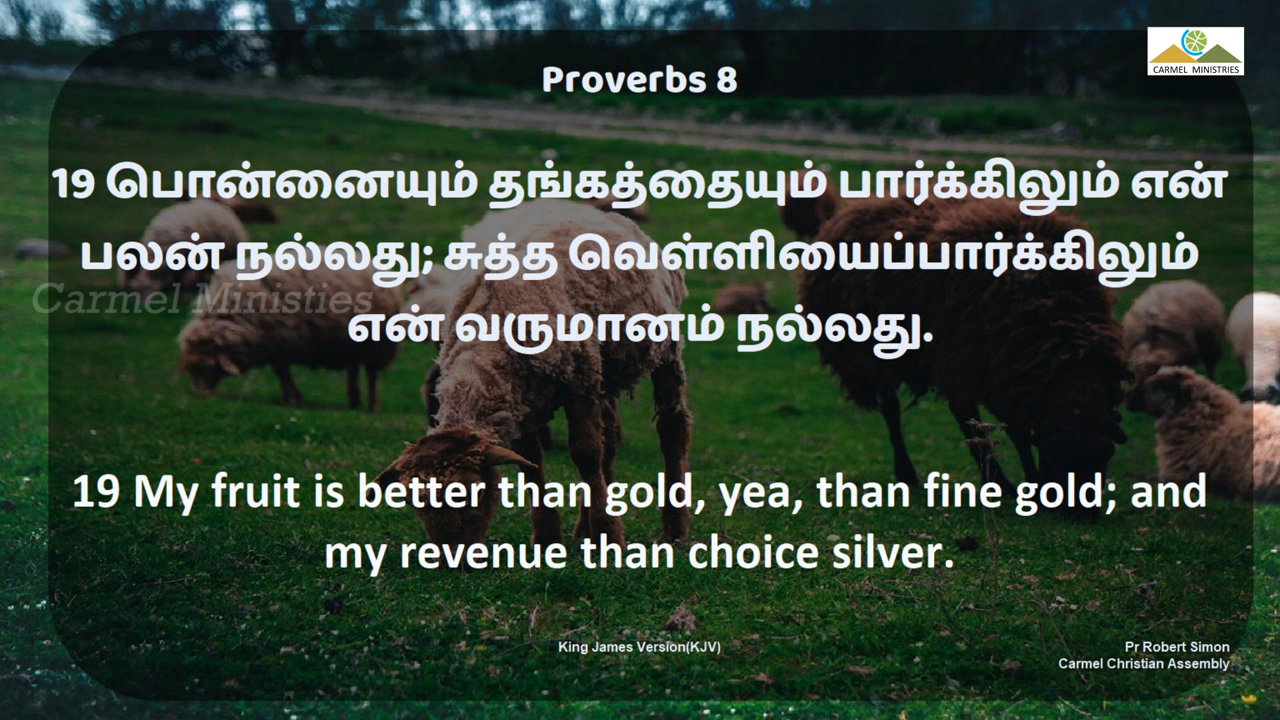 CARMEL MINISTRIES
Proverbs 8
19 பொன்னையும் தங்கத்தையும் பார்க்கிலும் என்
பலன் நல்லது; சுத்த வெள்ளியைப்பார்க்கிலும்
என் வருமானம் நல்லது.
Carmel Ministies
19 My fruit is better than gold, yea, than fine gold; and
my revenue than choice silver.
King James Version(KJV)
Pr Robert Simon
Carmel Christian Assembly